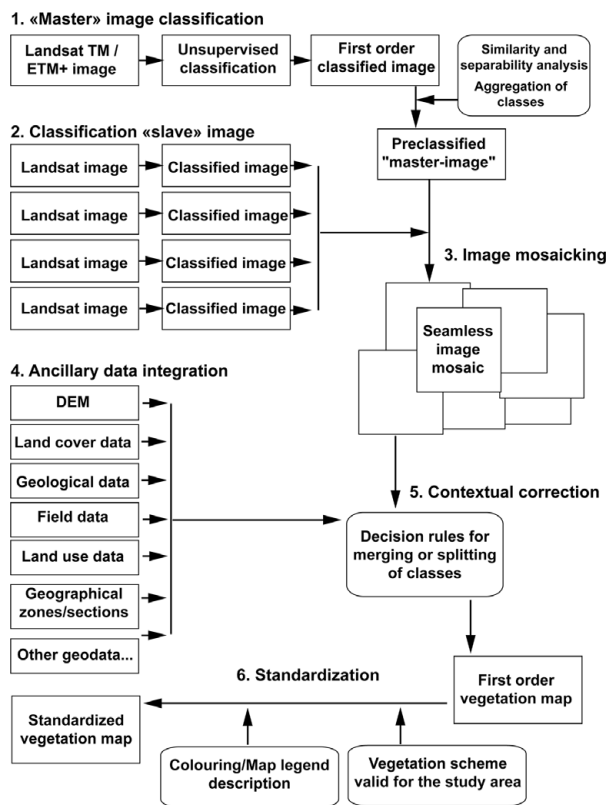 1. «Master» image classification
Landsat TM /
ETM+ image
Unsupervised
classification
First order
classified image
Similarity and
separability analysis
Aggregation of
classes
Preclassified
"master-image"
2. Classification «slave» image
Landsat image
Classified image
Landsat image
Classified image
Landsat image
Classified image
Landsat image
Classified image
3. Image mosaicking
Seamless
image
mosaic
4. Ancillary data integration
DEM
Land cover data
Geological data
Field data
Land use data
Geographical
zones/sections
Other geodata...
5. Contextual correction
Decision rules for
merging or splitting
of classes
First order
vegetation map
6. Standardization
Standardized
vegetation map
Colouring/Map legend
description
Vegetation scheme
valid for the study area